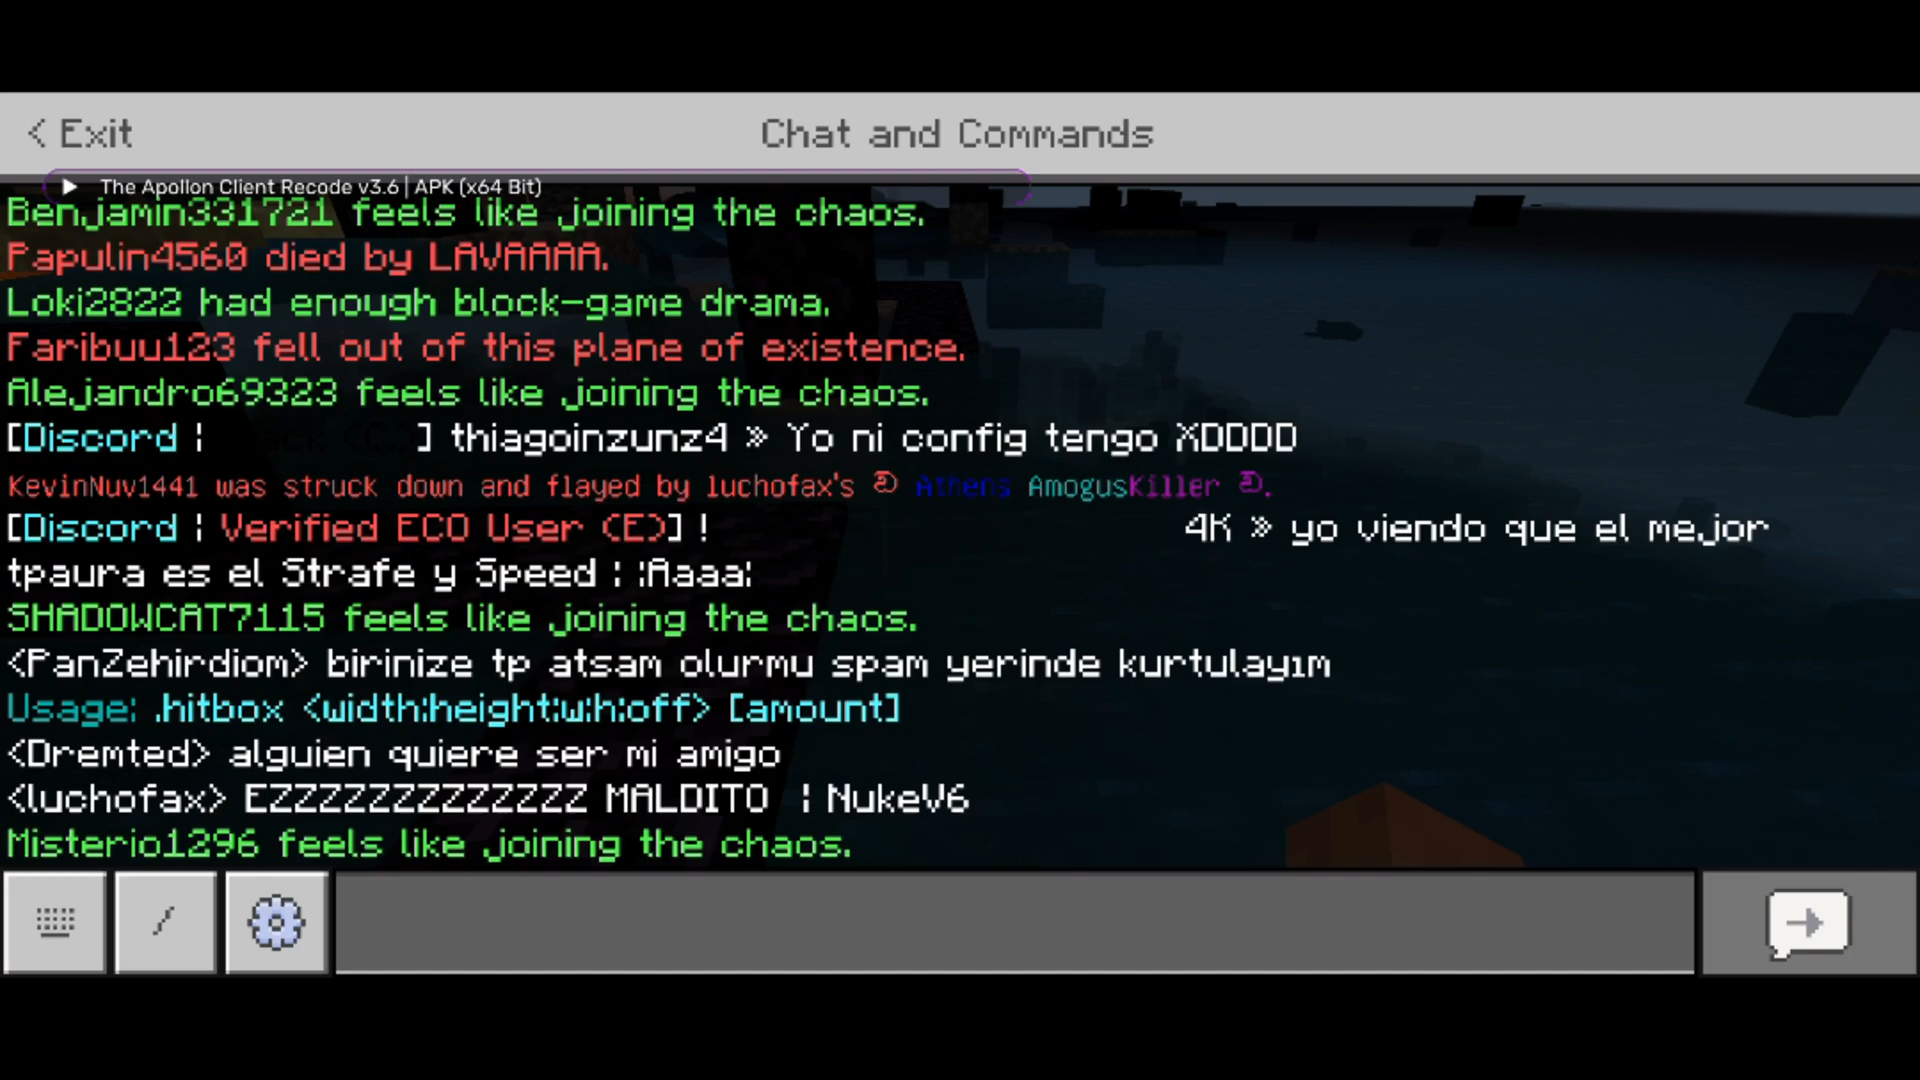 < Exit
Chat and Commands
The Apollon Client Recode v3.6 | APK (x64 Bit)
Benjamin331721 feels like joining the chaos.
Papulin4560 died by LAVAAAA.
Loki2822 had enough block-game drama.
Faribuu123 fell out of this plane of existence.
Alejandro69323 feels like joining the chaos.
[Discord | ] thiagoinzunz4 » Yo ni config tengo XDDDD
KevinNuv1441 was struck down and flayed by luchofax's Athens AmogusKiller.
[Discord | Verified ECO User (E)] ! 4K » yo viendo que el mejor
tpaura es el Strafe y Speed | :Aaaa:
SHADOWCAT7115 feels like joining the chaos.
<PanZehirdiom> birinize tp atsam olurmu spam yerinde kurtulayım
Usage: .hitbox <width|height|w|h|off> [amount]
<Dremted> alguien quiere ser mi amigo
<luchofax> EZZZZZZZZZZZZZZ MALDITO | NukeV6
Misterio1296 feels like joining the chaos.
/